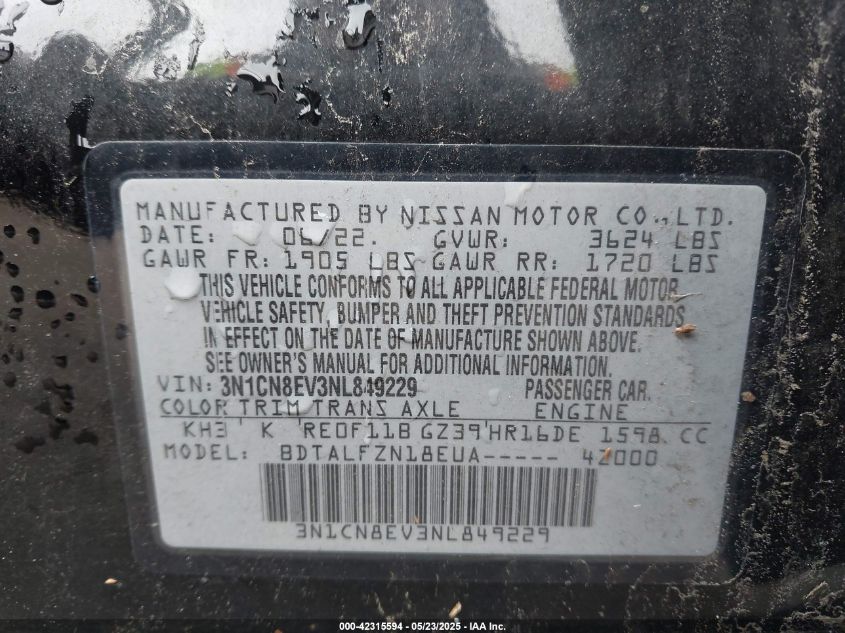 MANUFACTURED BY NISSAN MOTOR CO.,LTD.
DATE: 06/22. GVWR: 3624 LBS
GAWR FR: 1905 LBS GAWR RR: 1720 LBS
THIS VEHICLE CONFORMS TO ALL APPLICABLE FEDERAL MOTOR
VEHICLE SAFETY, BUMPER AND THEFT PREVENTION STANDARDS
IN EFFECT ON THE DATE OF MANUFACTURE SHOWN ABOVE.
SEE OWNER'S MANUAL FOR ADDITIONAL INFORMATION.
VIN: 3N1CN8EV3NL849229 PASSENGER CAR.
COLOR TRIM TRANS AXLE ENGINE
KH3 K RE0F11B GZ39 HR16DE 1598 CC
MODEL: BDTALFZN18EUA----- 42000
3N1CN8EV3NL849229
000-42315594 - 05/23/2025 - IAA Inc.